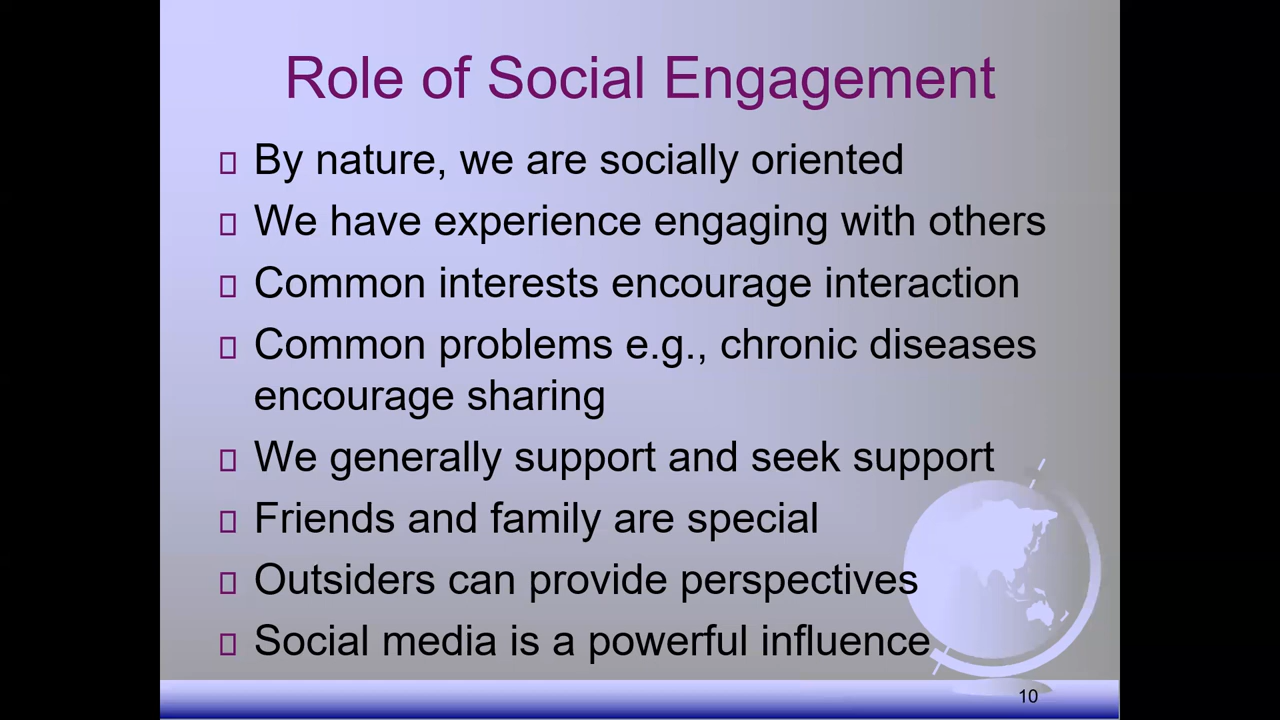 Role of Social Engagement
By nature, we are socially oriented
We have experience engaging with others
Common interests encourage interaction
Common problems e.g., chronic diseases
encourage sharing
We generally support and seek support
Friends and family are special
Outsiders can provide perspectives
Social media is a powerful influence
10